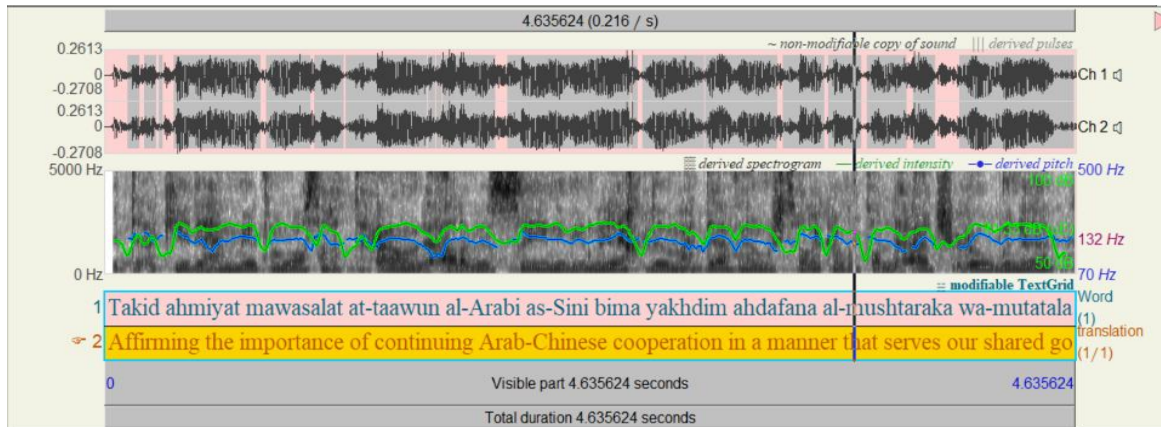 4.635624 (0.216 / s)
~ non-modifiable copy of sound ||| derived pulses
0.2613
0
-0.2708
Ch 1
0.2613
0
-0.2708
Ch 2
derived spectrogram derived intensity derived pitch
5000 Hz
500 Hz
100 dB
132 Hz
0 Hz
50 dB
70 Hz
modifiable TextGrid
1 Takid ahmiyat mawasalat at-taawun al-Arabi as-Sini bima yakhdim ahdafana al-mushtaraka wa-mutatala Word (1)
2 Affirming the importance of continuing Arab-Chinese cooperation in a manner that serves our shared go translation (1/1)
0 Visible part 4.635624 seconds 4.635624
Total duration 4.635624 seconds